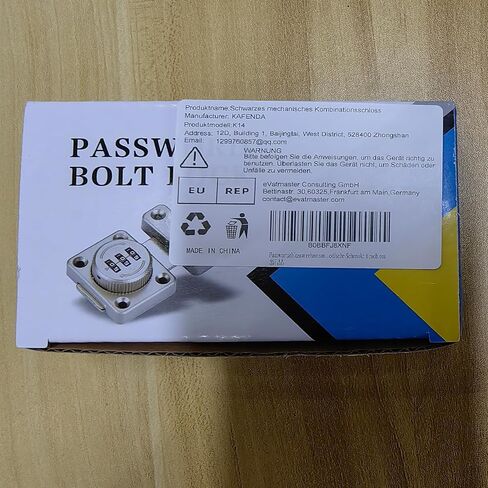 PASSW
BOLT
Produktname:Schwarzes mechanisches Kombinationsschloss
Manufacturer: KAFENDA
Produktmodell:K14
Address: 12D, Building 1, Baijingtai, West District, 528400 Zhongshan
Email: 1299760857@qq.com
WARNUNG
Bitte befolgen Sie die Anweisungen, um das Gerät richtig zu
benutzen. Überlasten Sie das Gerät nicht, um Schäden und
Unfälle zu vermeiden.
EU REP
eVatmaster Consulting GmbH
Bettinastr. 30,60325,Frankfurt am Main,Germany
contact@evatmaster.com
MADE IN CHINA
B0BBFJ8XNF